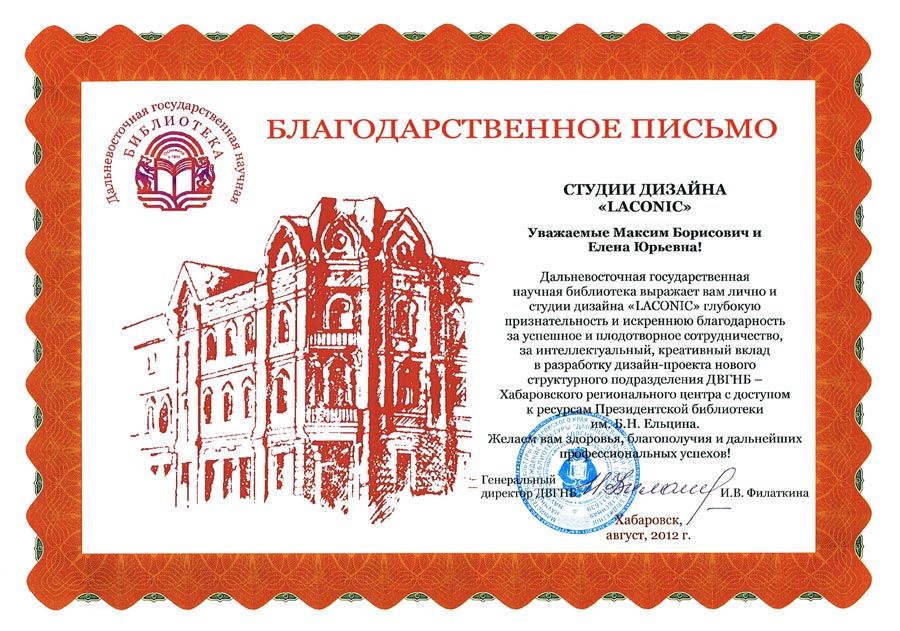 Дальневосточная государственная научная
БИБЛИОТЕКА
БЛАГОДАРСТВЕННОЕ ПИСЬМО
СТУДИИ ДИЗАЙНА
«LACONIC»
Уважаемые Максим Борисович и
Елена Юрьевна!
Дальневосточная государственная
научная библиотека выражает вам лично и
студии дизайна «LACONIC» глубокую
признательность и искреннюю благодарность
за успешное и плодотворное сотрудничество,
за интеллектуальный, креативный вклад
в разработку дизайн-проекта нового
структурного подразделения ДВГНБ –
Хабаровского регионального центра с доступом
к ресурсам Президентской библиотеки
им. Б.Н. Ельцина.
Желаем вам здоровья, благополучия и дальнейших
профессиональных успехов!
Генеральный
директор ДВГНБ
И.В. Филаткина
Хабаровск,
август, 2012 г.